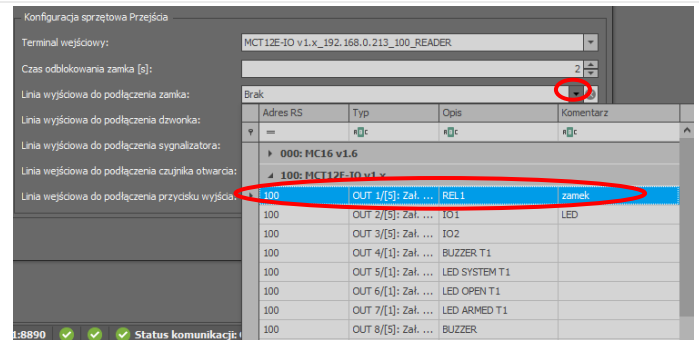 Konfiguracja sprzętowa Przejścia
Terminal wejściowy: MCT12E-IO v1.x_192.168.0.213_100_READER
Czas odblokowania zamka [s]: 2
Linia wyjściowa do podłączenia zamka: Brak
Linia wyjściowa do podłączenia dzwonka:
Linia wyjściowa do podłączenia sygnalizatora:
Linia wejściowa do podłączenia czujnika otwarcia:
Linia wejściowa do podłączenia przycisku wyjścia:
Adres RS Typ Opis Komentarz
= ABC ABC ABC
000: MC16 v1.6
100: MCT12E-IO v1.x
100 OUT 1/[5]: Zał. ... REL1 zamek
100 OUT 2/[5]: Zał. ... IO1 LED
100 OUT 3/[5]: Zał. ... IO2
100 OUT 4/[1]: Zał. ... BUZZER T1
100 OUT 5/[1]: Zał. ... LED SYSTEM T1
100 OUT 6/[1]: Zał. ... LED OPEN T1
100 OUT 7/[1]: Zał. ... LED ARMED T1
100 OUT 8/[5]: Zał. ... BUZZER
1:8890 Status komunikacji: